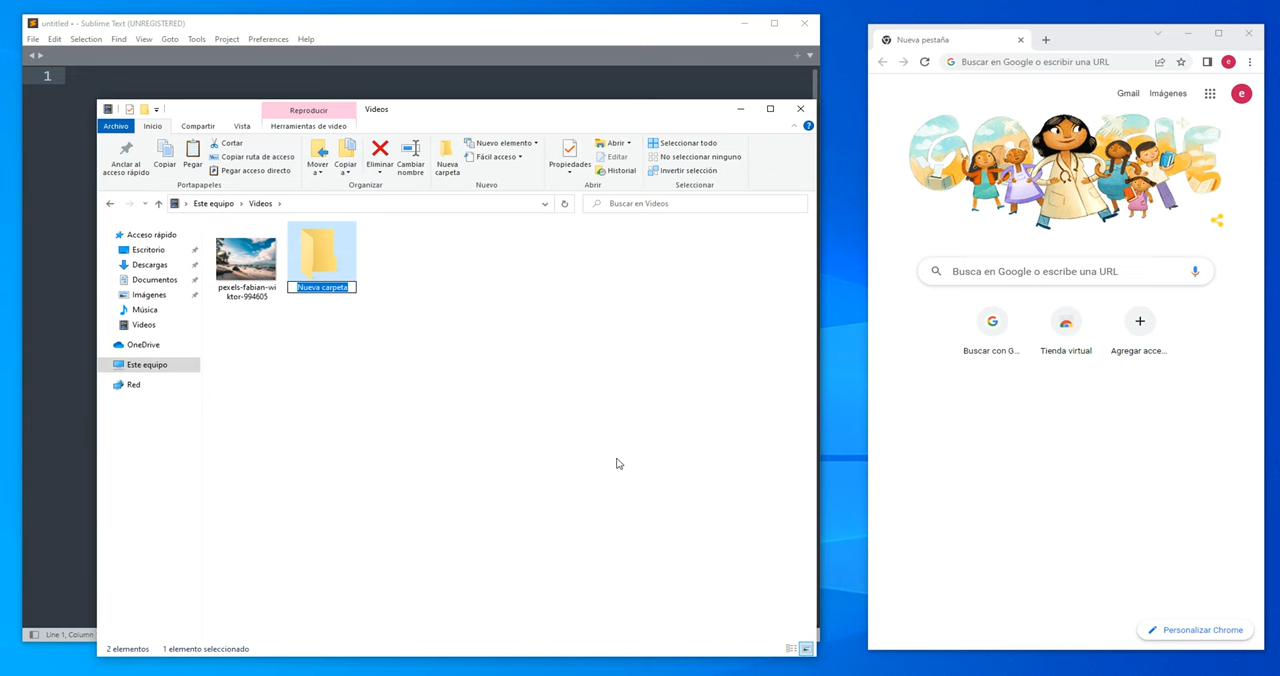 untitled • - Sublime Text (UNREGISTERED)
File Edit Selection Find View Goto Tools Project Preferences Help
1
Line 1, Column
Reproducir Videos
Archivo Inicio Compartir Vista Herramientas de video
Anclar al acceso rápido
Copiar
Pegar
Cortar
Copiar ruta de acceso
Pegar acceso directo
Portapapeles
Mover a
Copiar a
Eliminar
Cambiar nombre
Organizar
Nueva carpeta
Nuevo elemento
Fácil acceso
Nuevo
Propiedades
Abrir
Editar
Historial
Abrir
Seleccionar todo
No seleccionar ninguno
Invertir selección
Seleccionar
Este equipo > Videos >
Buscar en Videos
Acceso rápido
Escritorio
Descargas
Documentos
Imágenes
Música
Videos
OneDrive
Este equipo
Red
pexels-fabian-wi
ktor-994605
Nueva carpeta
2 elementos 1 elemento seleccionado
Nueva pestaña
Buscar en Google o escribir una URL
e
Gmail Imágenes
e
Busca en Google o escribe una URL
Buscar con G... Tienda virtual Agregar acce...
Personalizar Chrome